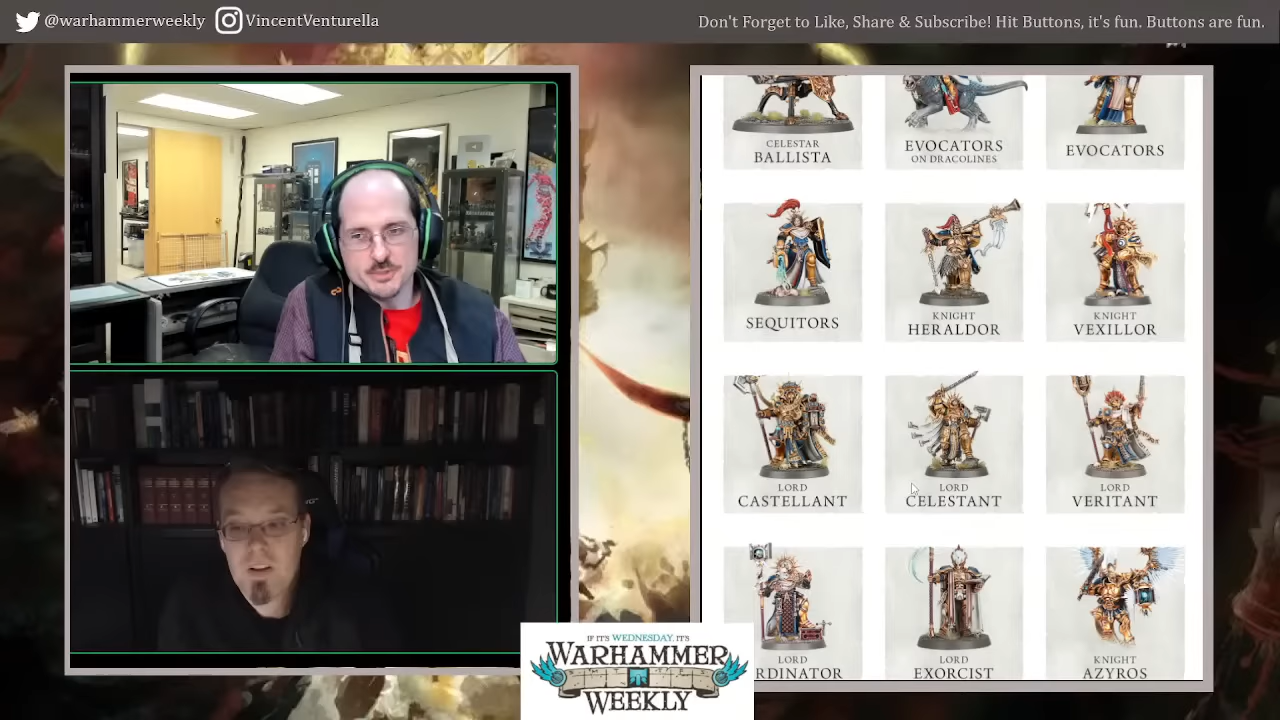 @warhammerweekly VincentVenturella
Don't Forget to Like, Share & Subscribe! Hit Buttons, it's fun. Buttons are fun.
CELESTAR
BALLISTA
EVOCATORS
ON DRACOLINES
EVOCATORS
SEQUITORS
KNIGHT
HERALDOR
KNIGHT
VEXILLOR
LORD
CASTELLANT
LORD
CELESTANT
LORD
VERITANT
LORD
RDINATOR
LORD
EXORCIST
KNIGHT
AZYROS
IF IT'S WEDNESDAY, IT'S
WARHAMMER
WEEKLY